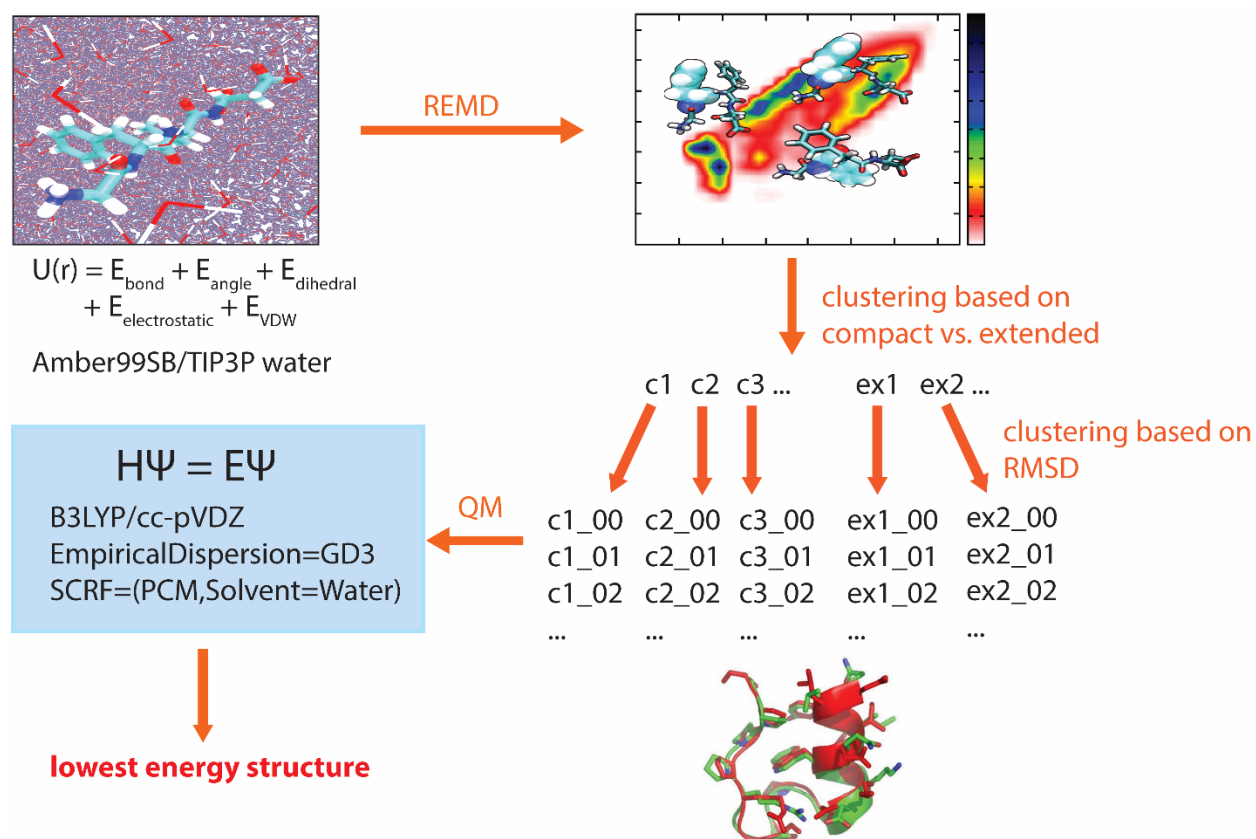 REMD
U(r) = E_bond + E_angle + E_dihedral
+ E_electrostatic + E_VDW
Amber99SB/TIP3P water
clustering based on
compact vs. extended
c1 c2 c3 ... ex1 ex2 ...
clustering based on
RMSD
HΨ = EΨ
B3LYP/cc-pVDZ
EmpiricalDispersion=GD3
SCRF=(PCM,Solvent=Water)
QM
c1_00 c2_00 c3_00 ex1_00 ex2_00
c1_01 c2_01 c3_01 ex1_01 ex2_01
c1_02 c2_02 c3_02 ex1_02 ex2_02
... ... ... ... ...
lowest energy structure